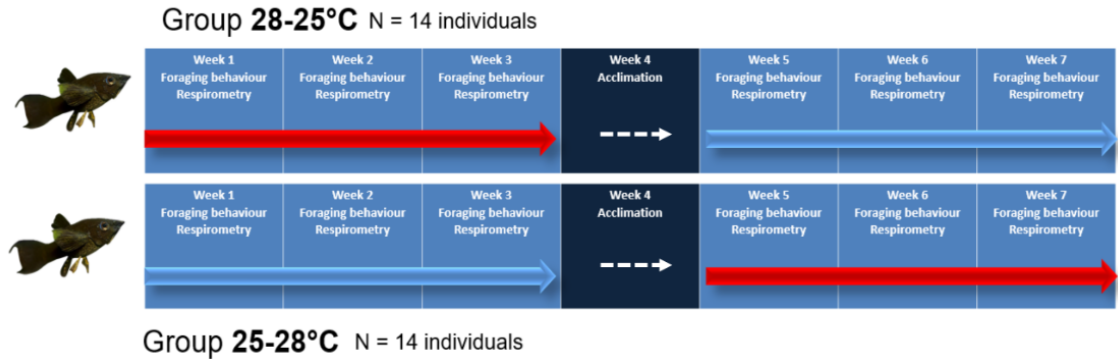 Group 28-25°C N = 14 individuals
Week 1
Foraging behaviour
Respirometry
Week 2
Foraging behaviour
Respirometry
Week 3
Foraging behaviour
Respirometry
Week 4
Acclimation
Week 5
Foraging behaviour
Respirometry
Week 6
Foraging behaviour
Respirometry
Week 7
Foraging behaviour
Respirometry
Week 1
Foraging behaviour
Respirometry
Week 2
Foraging behaviour
Respirometry
Week 3
Foraging behaviour
Respirometry
Week 4
Acclimation
Week 5
Foraging behaviour
Respirometry
Week 6
Foraging behaviour
Respirometry
Week 7
Foraging behaviour
Respirometry
Group 25-28°C N = 14 individuals